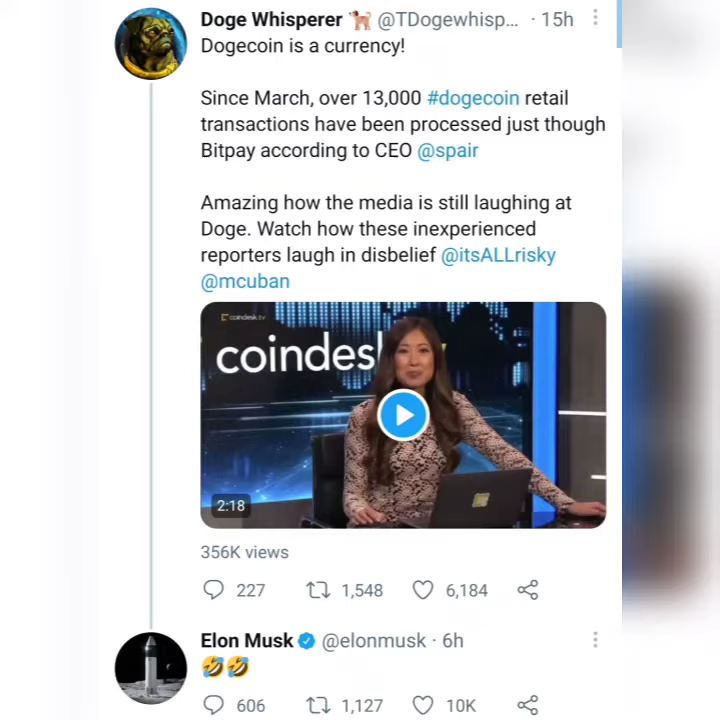 Doge Whisperer 🐕 @TDogewhisp... · 15h
Dogecoin is a currency!
Since March, over 13,000 #dogecoin retail
transactions have been processed just though
Bitpay according to CEO @spair
Amazing how the media is still laughing at
Doge. Watch how these inexperienced
reporters laugh in disbelief @itsALLrisky
@mcuban
coindesk tv
coindes
2:18
356K views
227 1,548 6,184
Elon Musk @elonmusk · 6h
🤣🤣
606 1,127 10K